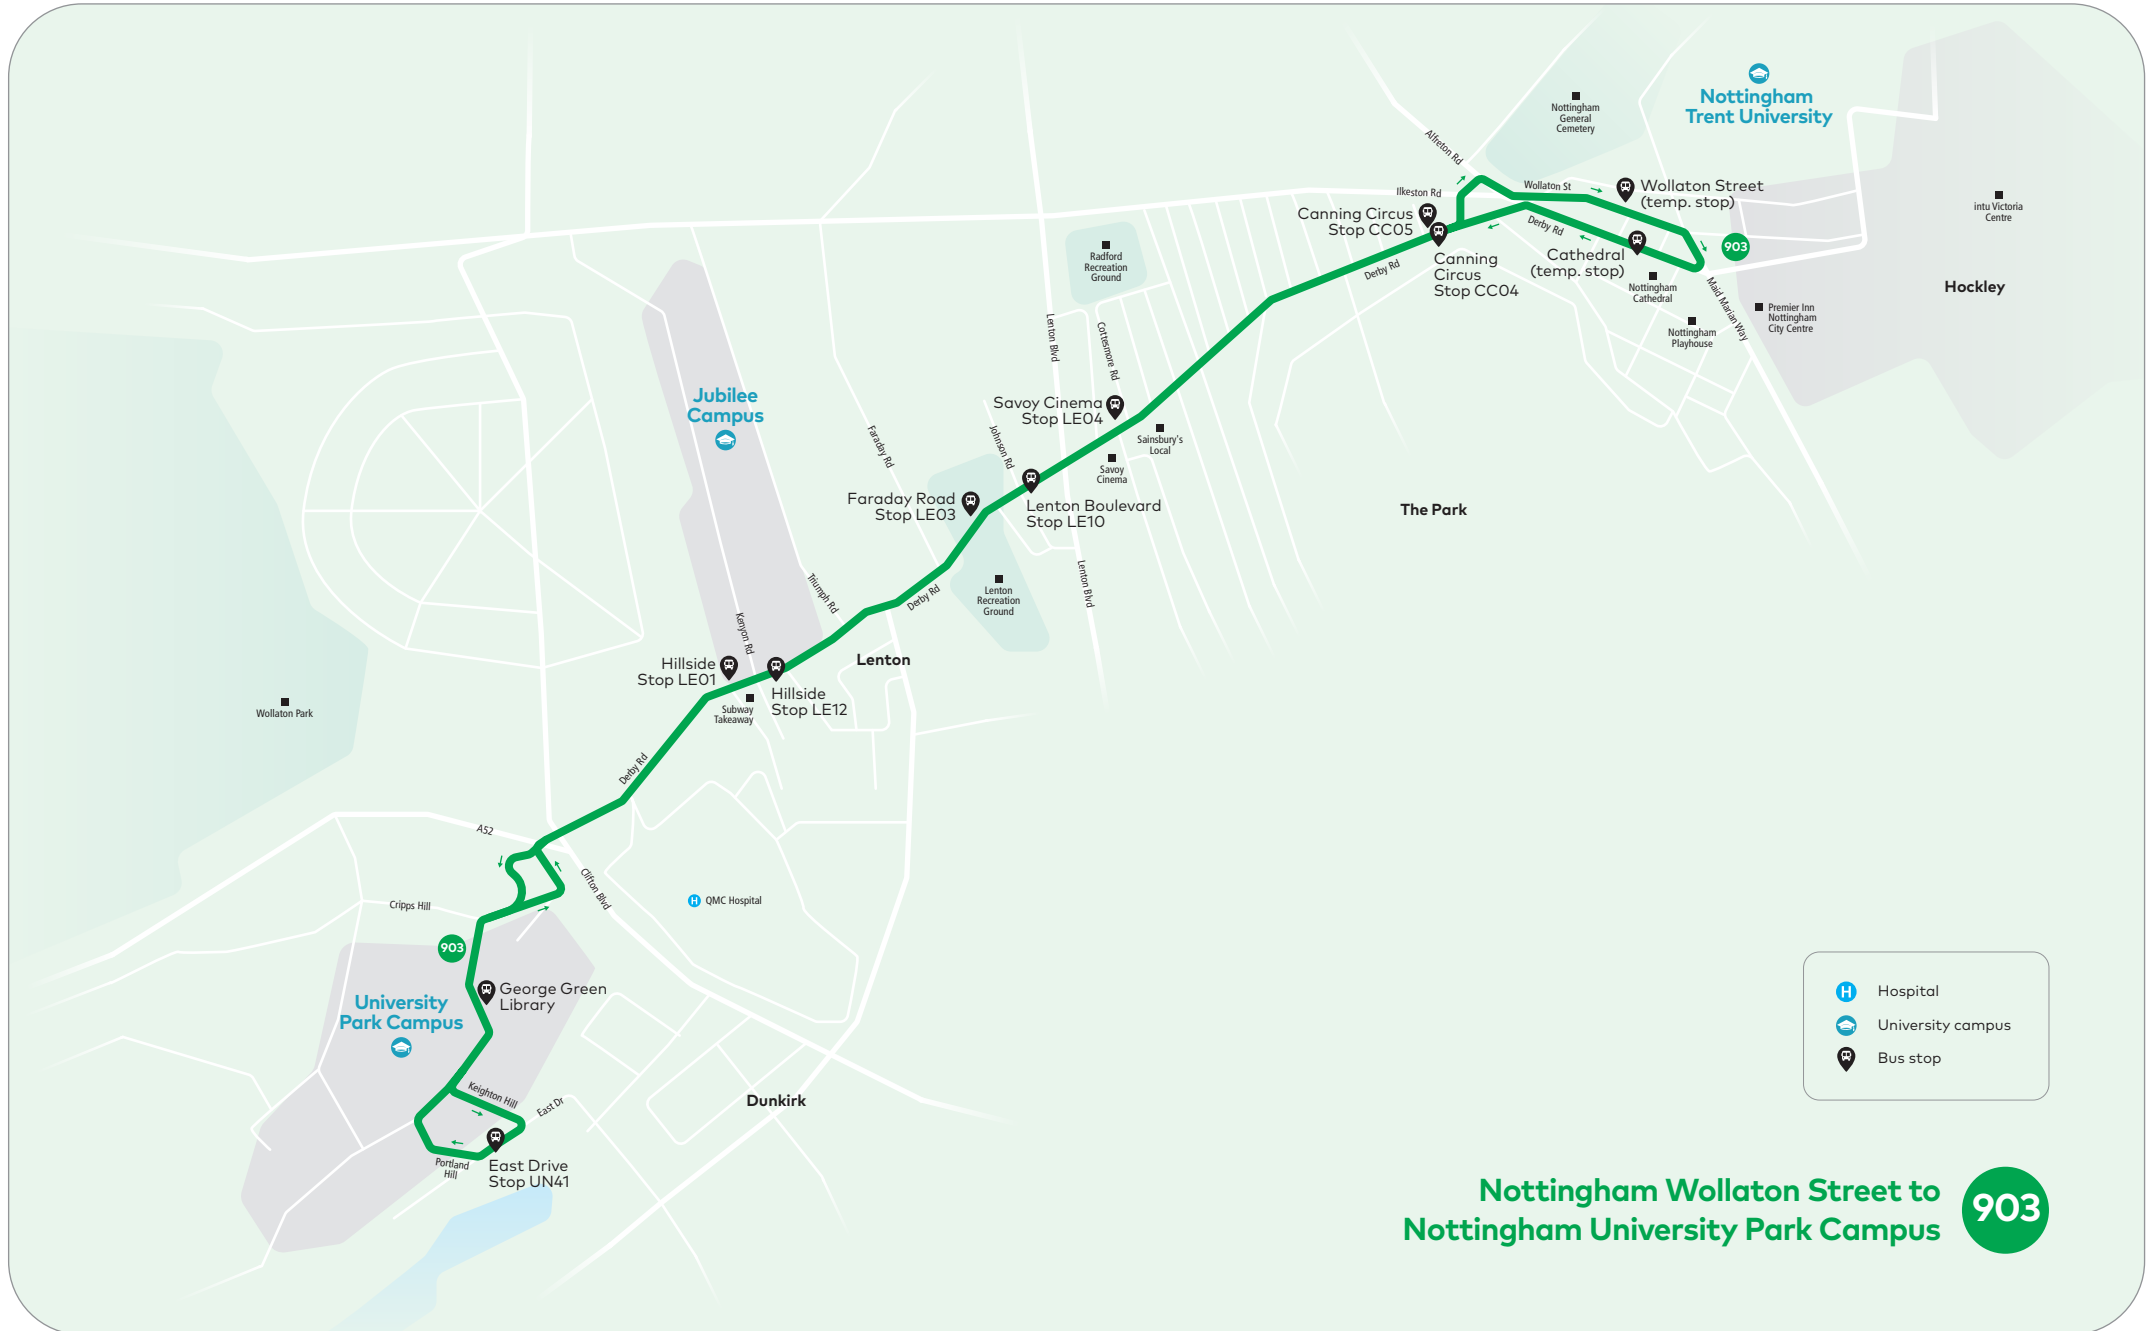 Nottingham
Trent University
Nottingham
General
Cemetery
Alfreton Rd
Ilkeston Rd
Wollaton St
Wollaton Street
(temp. stop)
Canning Circus
Stop CC05
Derby Rd
Cathedral
(temp. stop)
903
intu Victoria
Centre
Hockley
Radford
Recreation
Ground
Derby Rd
Canning
Circus
Stop CC04
Nottingham
Cathedral
Maid Marian Way
Premier Inn
Nottingham
City Centre
Nottingham
Playhouse
Lenton Blvd
Cottesmore Rd
Jubilee
Campus
Savoy Cinema
Stop LE04
Sainsbury's
Local
Savoy
Cinema
Faraday Rd
Johnson Rd
Faraday Road
Stop LE03
Lenton Boulevard
Stop LE10
The Park
Lenton
Recreation
Ground
Lenton Blvd
Triumph Rd
Derby Rd
Kenyon Rd
Lenton
Hillside
Stop LE01
Hillside
Stop LE12
Subway
Takeaway
Wollaton Park
Derby Rd
A52
Clifton Blvd
QMC Hospital
Cripps Hill
903
George Green
Library
University
Park Campus
Keighton Hill
East Dr
Dunkirk
Portland
Hill
East Drive
Stop UN41
Hospital
University campus
Bus stop
Nottingham Wollaton Street to
Nottingham University Park Campus
903